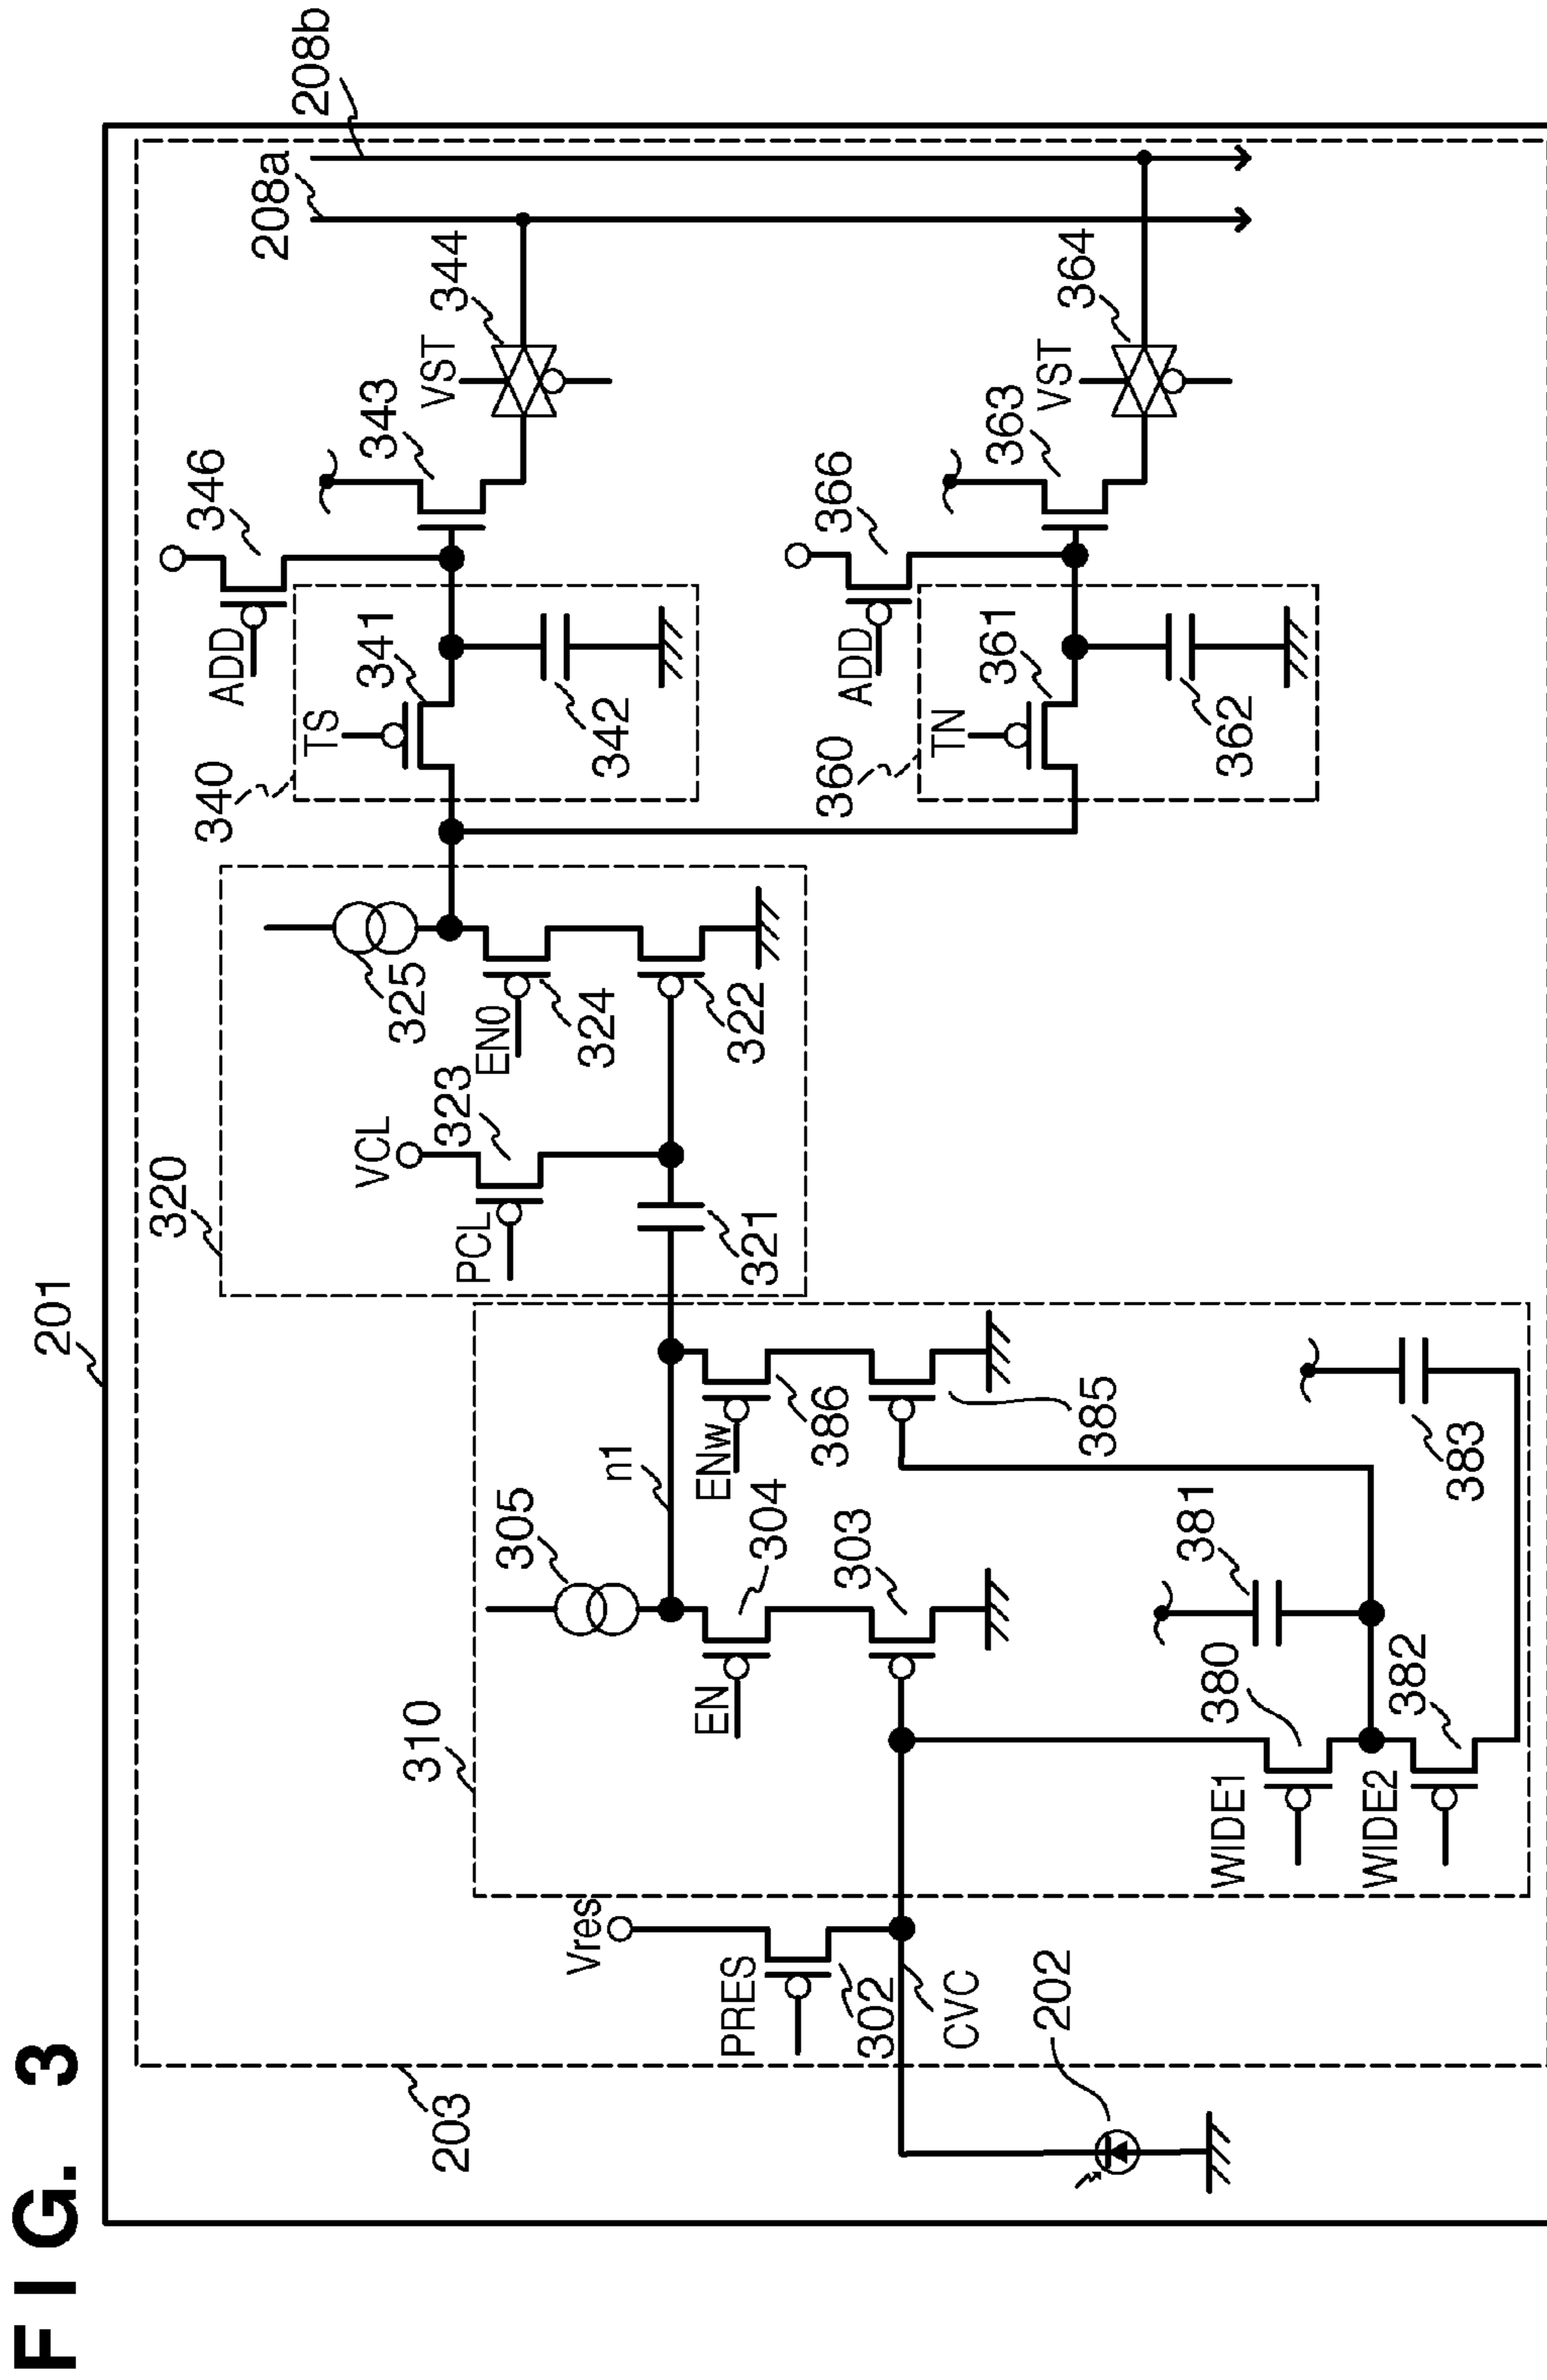 FIG. 3
201
203
202
CVC
302
PRES
Vres
310
WIDE1
WIDE2
380
381
382
383
EN
303
304
305
n1
ENw
386
385
320
PCL
VCL
323
321
EN0
324
322
325
340
TS
341
342
ADD
346
343
VST
344
208a
208b
360
TN
361
362
ADD
366
363
VST
364